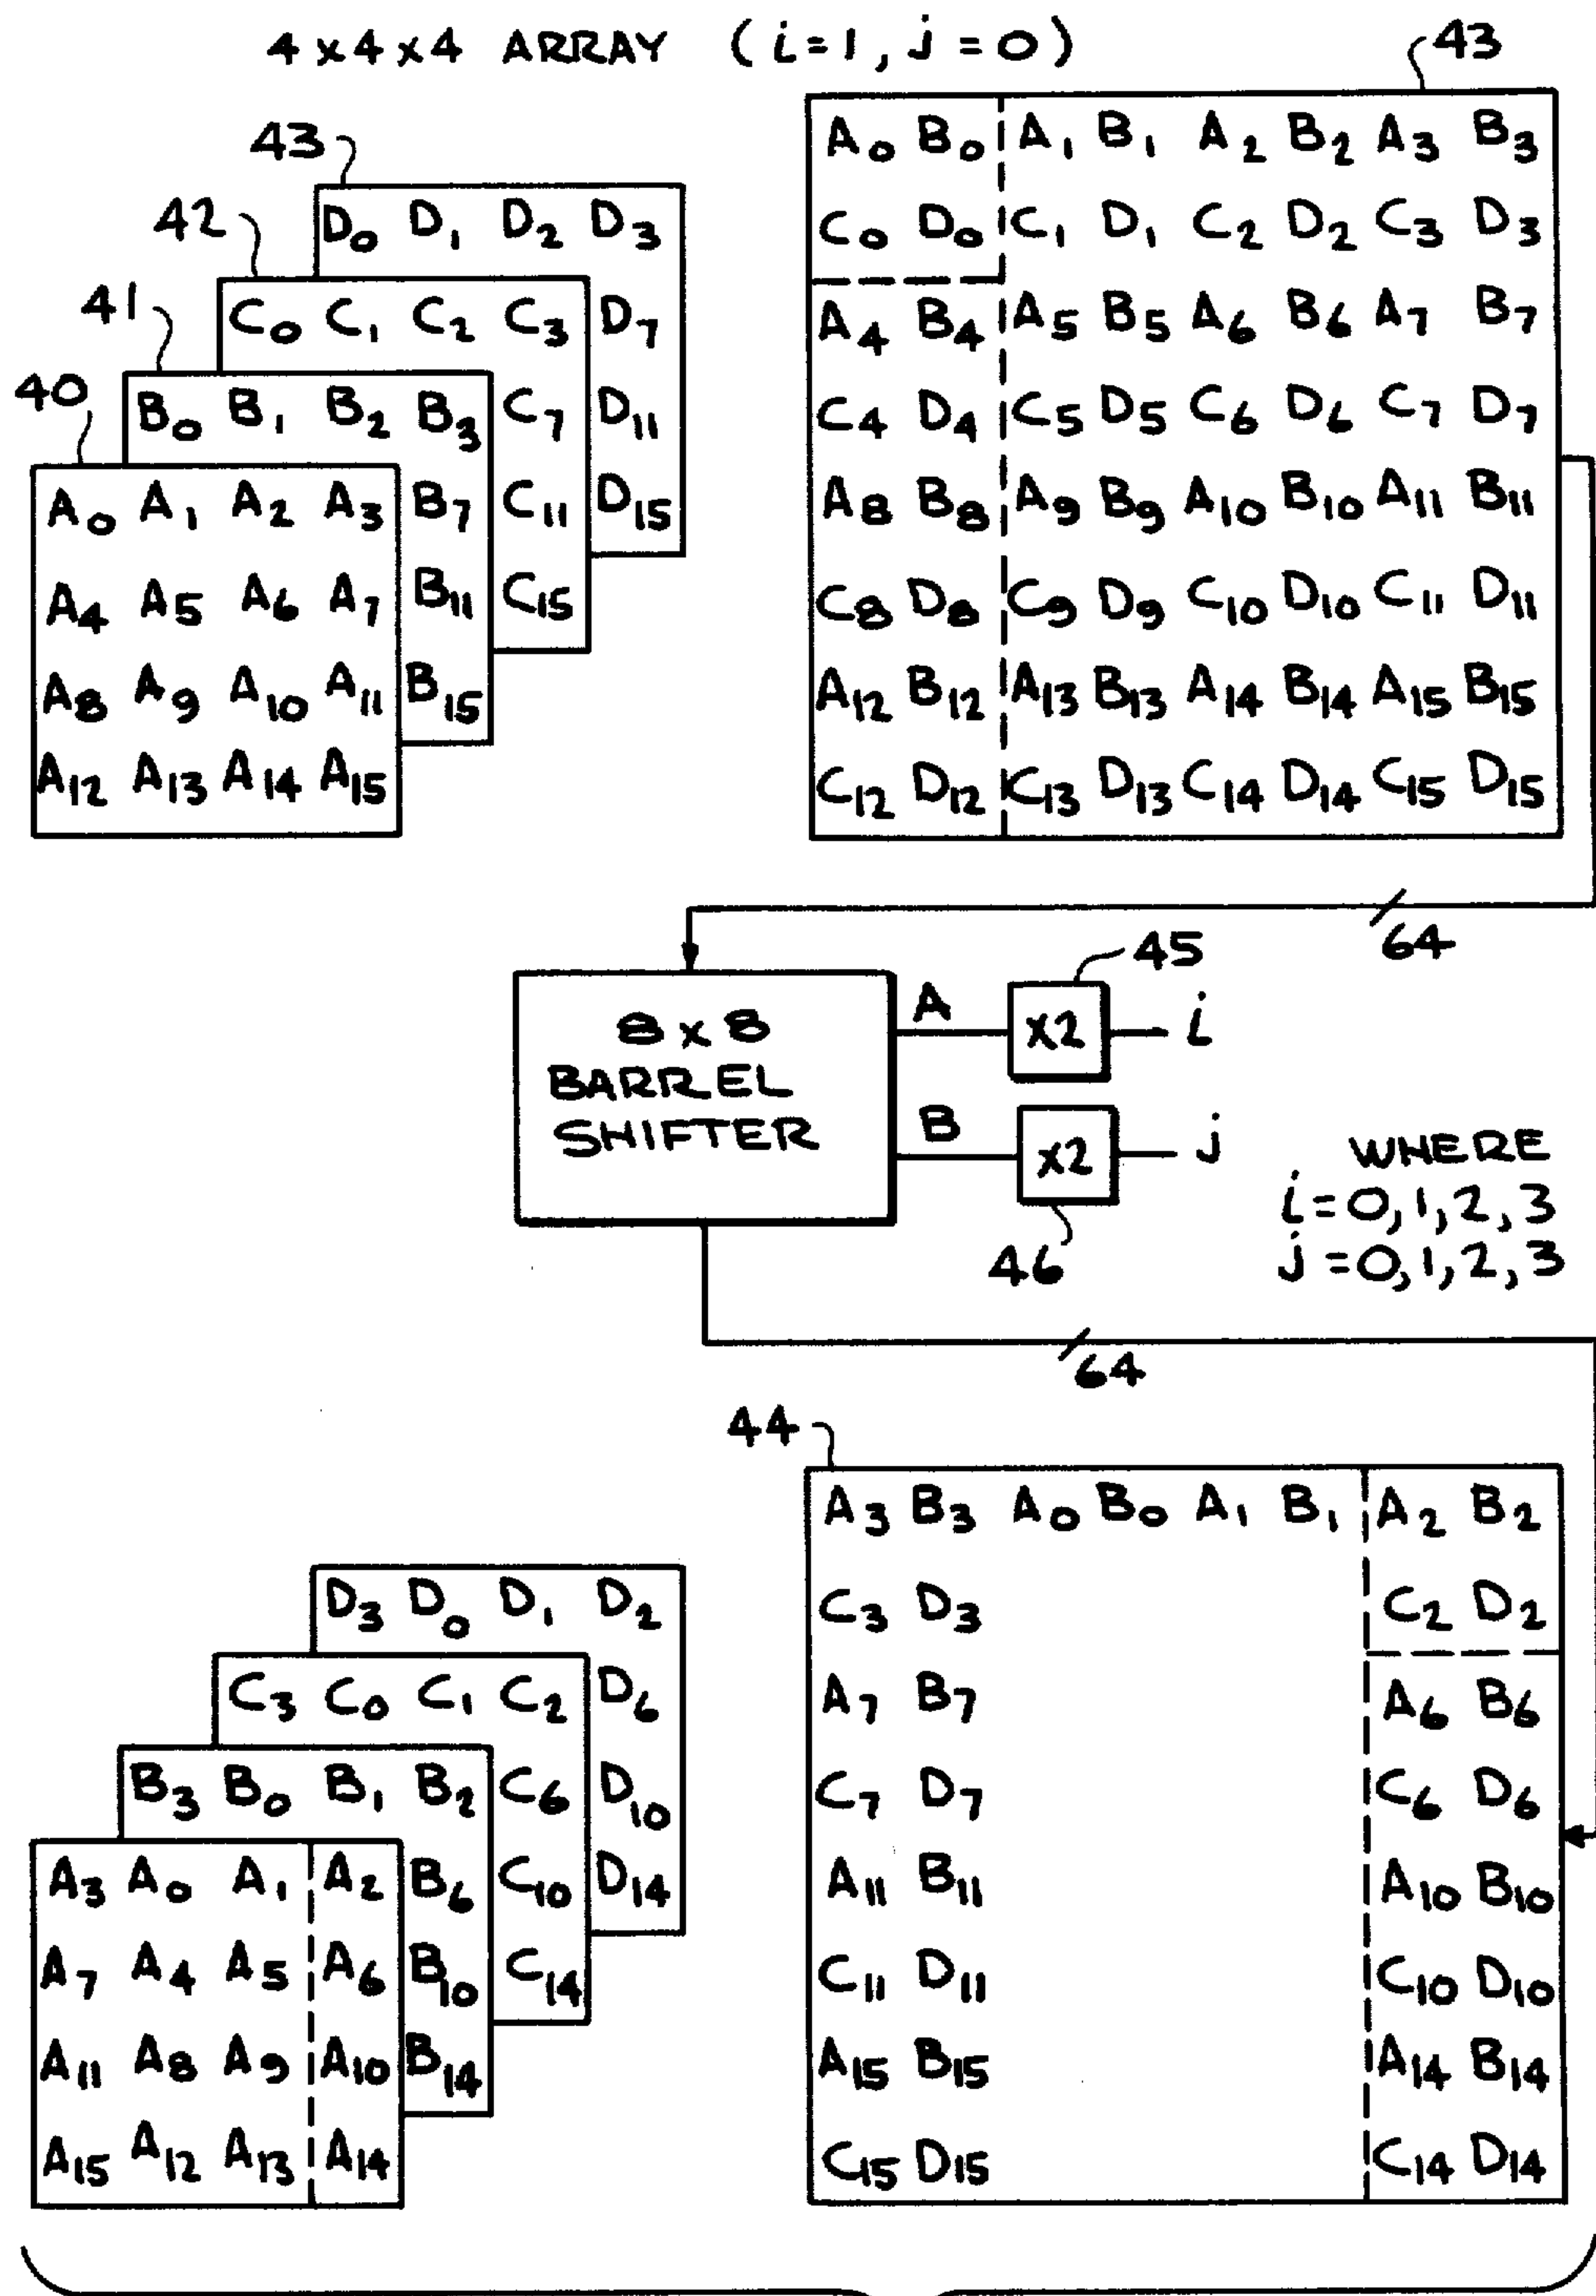 4 x 4 x 4 ARRAY (i=1, j=0)
43
43
42
41
40
D₀ D₁ D₂ D₃
C₀ C₁ C₂ C₃ D₇
B₀ B₁ B₂ B₃ C₇ D₁₁
A₀ A₁ A₂ A₃ B₇ C₁₁ D₁₅
A₄ A₅ A₆ A₇ B₁₁ C₁₅
A₈ A₉ A₁₀ A₁₁ B₁₅
A₁₂ A₁₃ A₁₄ A₁₅
A₀ B₀ A₁ B₁ A₂ B₂ A₃ B₃
C₀ D₀ C₁ D₁ C₂ D₂ C₃ D₃
A₄ B₄ A₅ B₅ A₆ B₆ A₇ B₇
C₄ D₄ C₅ D₅ C₆ D₆ C₇ D₇
A₈ B₈ A₉ B₉ A₁₀ B₁₀ A₁₁ B₁₁
C₈ D₈ C₉ D₉ C₁₀ D₁₀ C₁₁ D₁₁
A₁₂ B₁₂ A₁₃ B₁₃ A₁₄ B₁₄ A₁₅ B₁₅
C₁₂ D₁₂ C₁₃ D₁₃ C₁₄ D₁₄ C₁₅ D₁₅
64
8 x 8
BARREL
SHIFTER
A
x2
i
45
B
x2
j
46
WHERE
i=0,1,2,3
j=0,1,2,3
64
44
D₃ D₀ D₁ D₂
C₃ C₀ C₁ C₂ D₆
B₃ B₀ B₁ B₂ C₆ D₁₀
A₃ A₀ A₁ A₂ B₆ C₁₀ D₁₄
A₇ A₄ A₅ A₆ B₁₀ C₁₄
A₁₁ A₈ A₉ A₁₀ B₁₄
A₁₅ A₁₂ A₁₃ A₁₄
A₃ B₃ A₀ B₀ A₁ B₁ A₂ B₂
C₃ D₃ C₂ D₂
A₇ B₇ A₆ B₆
C₇ D₇ C₆ D₆
A₁₁ B₁₁ A₁₀ B₁₀
C₁₁ D₁₁ C₁₀ D₁₀
A₁₅ B₁₅ A₁₄ B₁₄
C₁₅ D₁₅ C₁₄ D₁₄